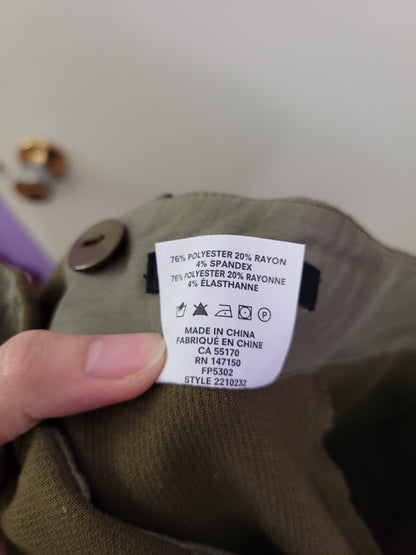 76% POLYESTER 20% RAYON
4% SPANDEX
76% POLYESTER 20% RAYONNE
4% ÉLASTHANNE
P
MADE IN CHINA
FABRIQUÉ EN CHINE
CA 55170
RN 147150
FP5302
STYLE 2210232